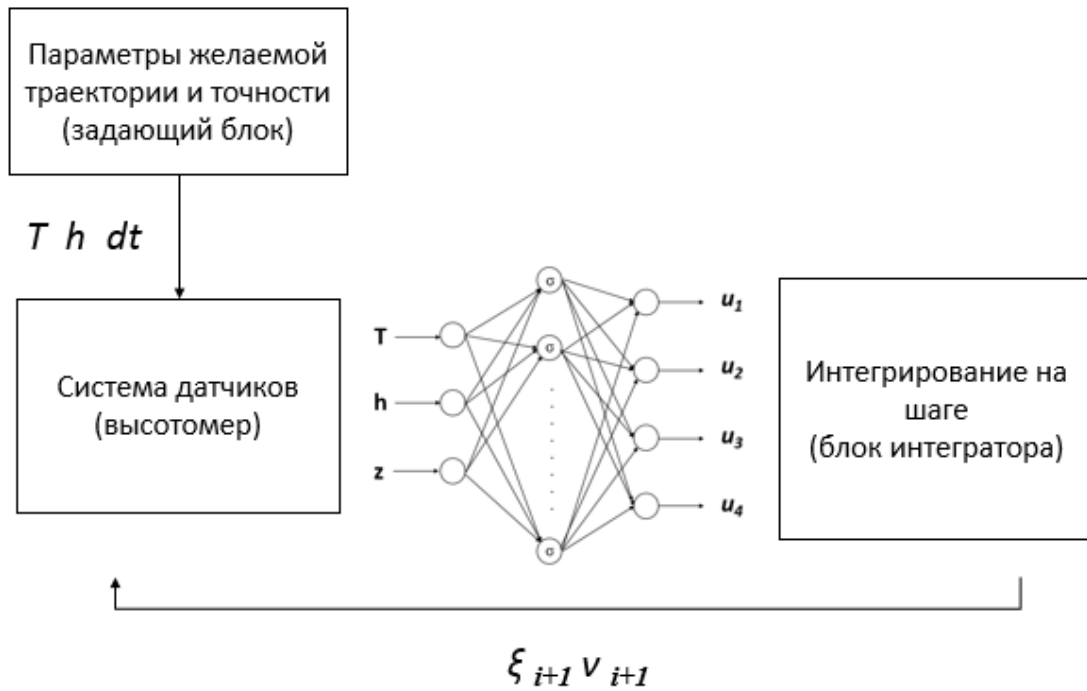 Параметры желаемой
траектории и точности
(задающий блок)
T h dt
Система датчиков
(высотомер)
T
h
z
σ
σ
σ
u1
u2
u3
u4
Интегрирование на
шаге
(блок интегратора)
ξ i+1 ν i+1